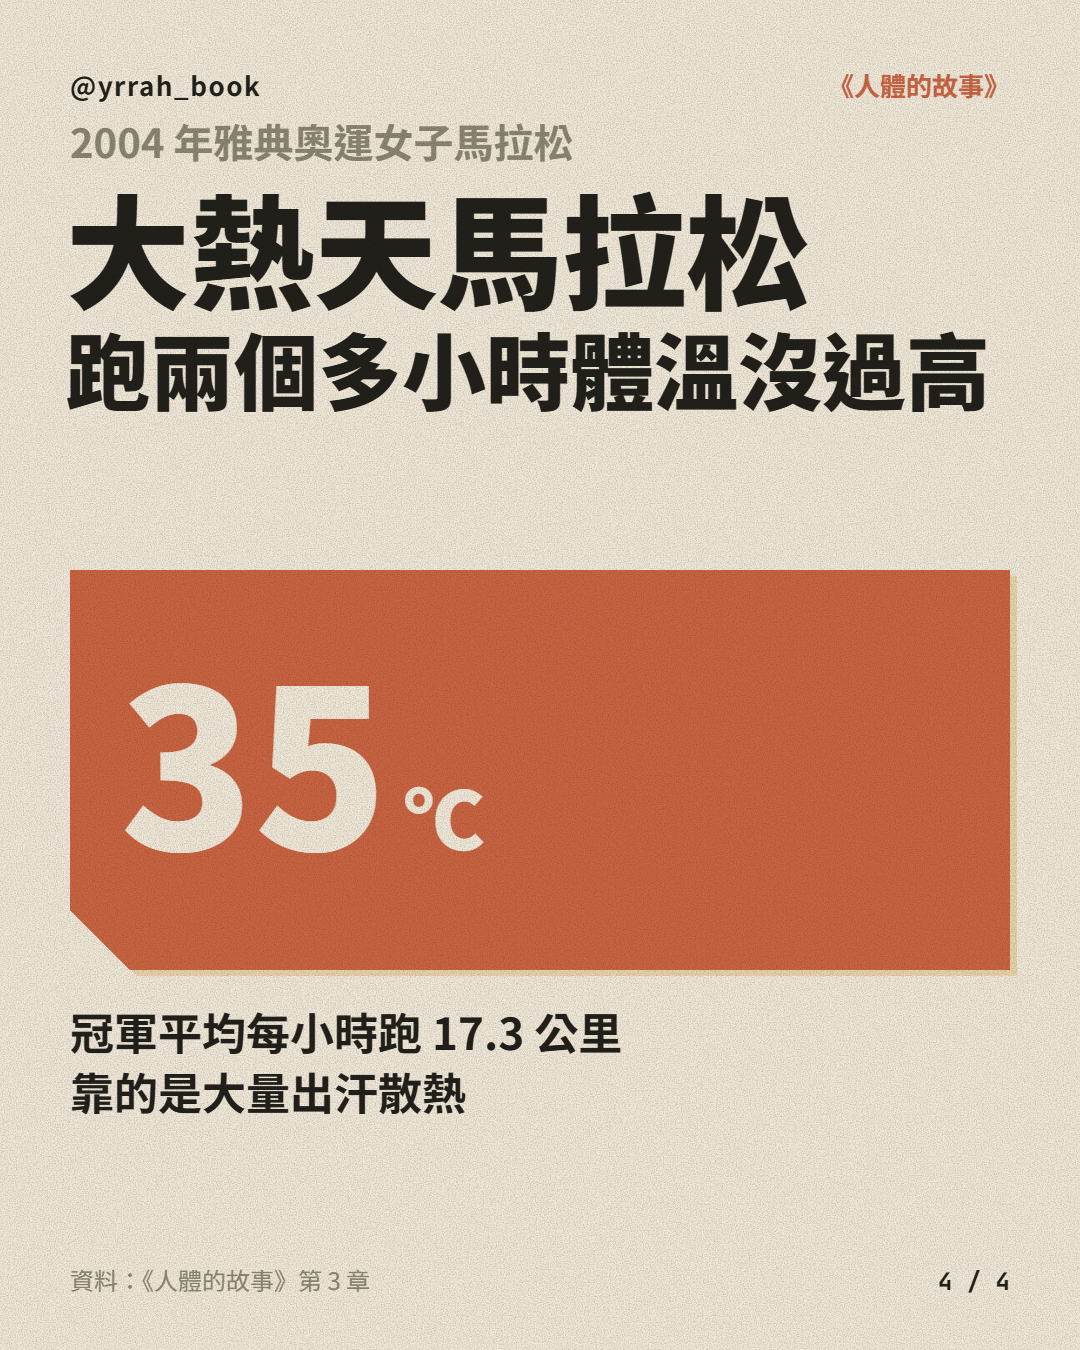 @yrrah_book
《人體的故事》
2004 年雅典奧運女子馬拉松
大熱天馬拉松
跑兩個多小時體溫沒過高
35 °C
冠軍平均每小時跑 17.3 公里
靠的是大量出汗散熱
資料：《人體的故事》第 3 章
4 / 4